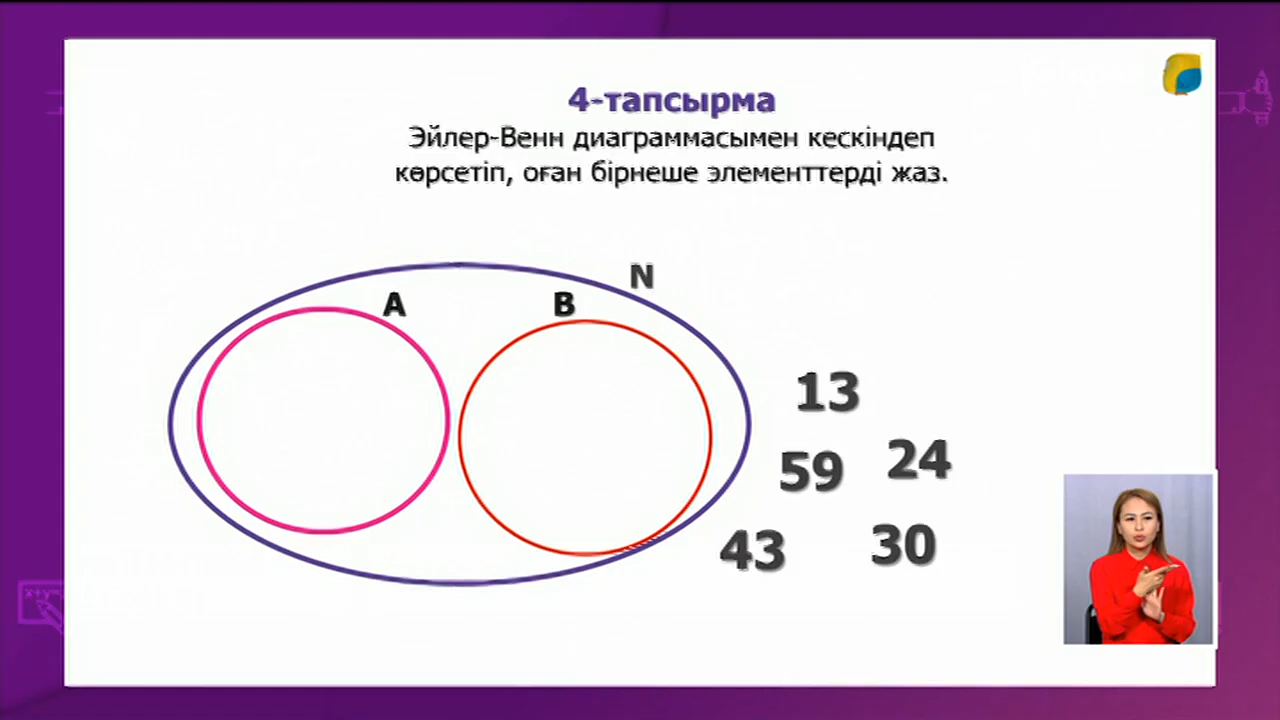 4-тапсырма
Эйлер-Венн диаграммасымен кескіндеп
көрсетіп, оған бірнеше элементтерді жаз.
N
A
B
13
59
24
43
30